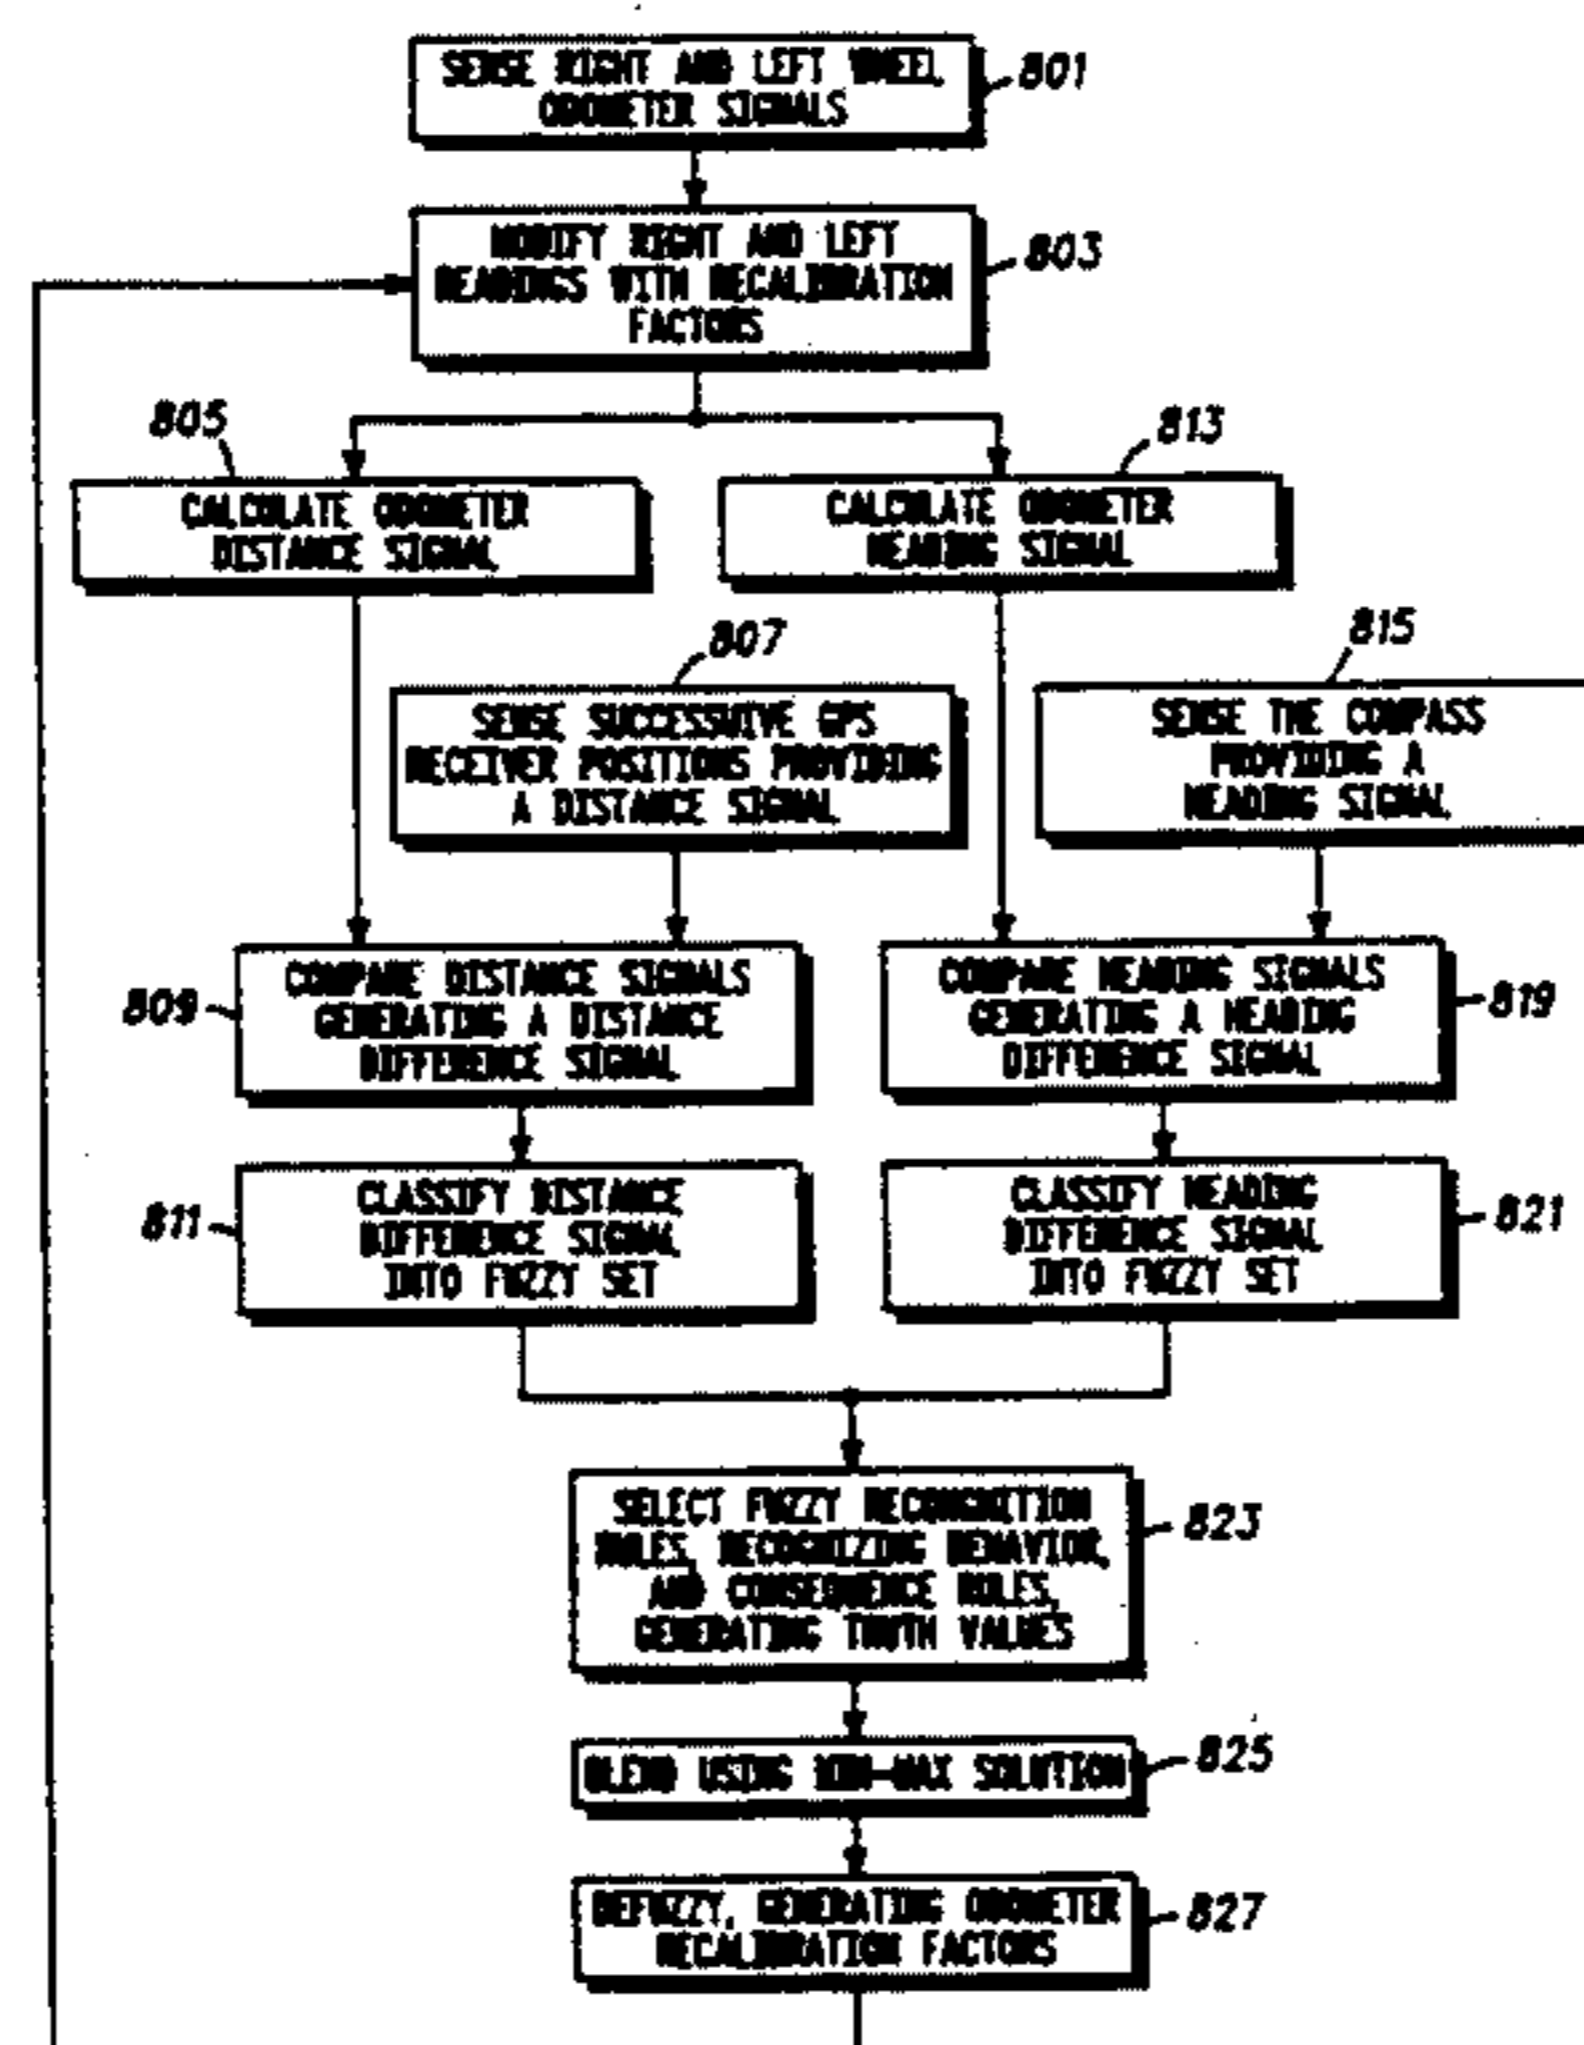 SENSE RIGHT AND LEFT WHEEL
ODOMETER SIGNALS
801
MODIFY RIGHT AND LEFT
READINGS WITH RECALIBRATION
FACTORS
803
805
813
CALCULATE ODOMETER
DISTANCE SIGNAL
CALCULATE ODOMETER
HEADING SIGNAL
807
815
SENSE SUCCESSIVE GPS
RECEIVER POSITIONS PROVIDING
A DISTANCE SIGNAL
SENSE THE COMPASS
PROVIDING A
HEADING SIGNAL
809
COMPARE DISTANCE SIGNALS
GENERATING A DISTANCE
DIFFERENCE SIGNAL
COMPARE HEADING SIGNALS
GENERATING A HEADING
DIFFERENCE SIGNAL
819
811
CLASSIFY DISTANCE
DIFFERENCE SIGNAL
INTO FUZZY SET
CLASSIFY HEADING
DIFFERENCE SIGNAL
INTO FUZZY SET
821
SELECT FUZZY RECOGNITION
RULES, RECOGNIZING BEHAVIOR,
AND CONSEQUENCE RULES,
GENERATING TRUTH VALUES
823
BLEND USING MIN-MAX SOLUTION
825
DEFUZZY, GENERATING ODOMETER
RECALIBRATION FACTORS
827